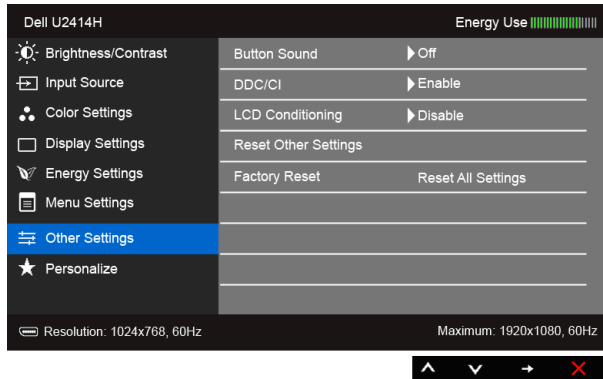 Dell U2414H Energy Use
Brightness/Contrast Button Sound Off
Input Source DDC/CI Enable
Color Settings LCD Conditioning Disable
Display Settings Reset Other Settings
Energy Settings Factory Reset Reset All Settings
Menu Settings
Other Settings
Personalize
Resolution: 1024x768, 60Hz Maximum: 1920x1080, 60Hz